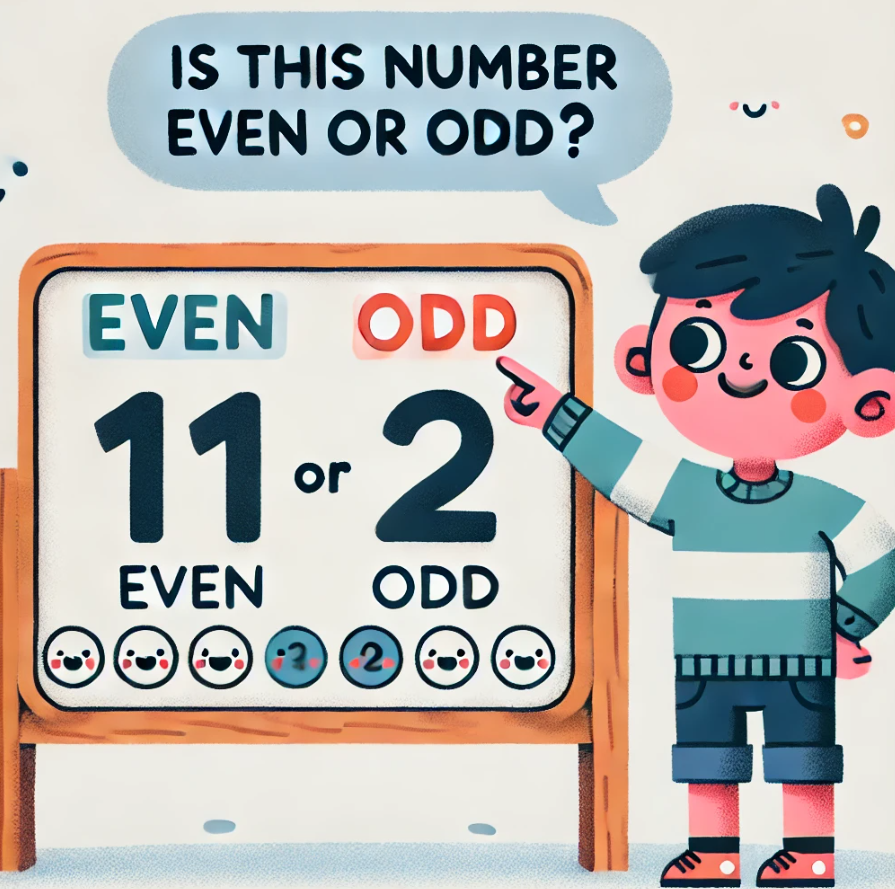 IS THIS NUMBER
EVEN OR ODD?
EVEN ODD
11 or 2
EVEN ODD
2